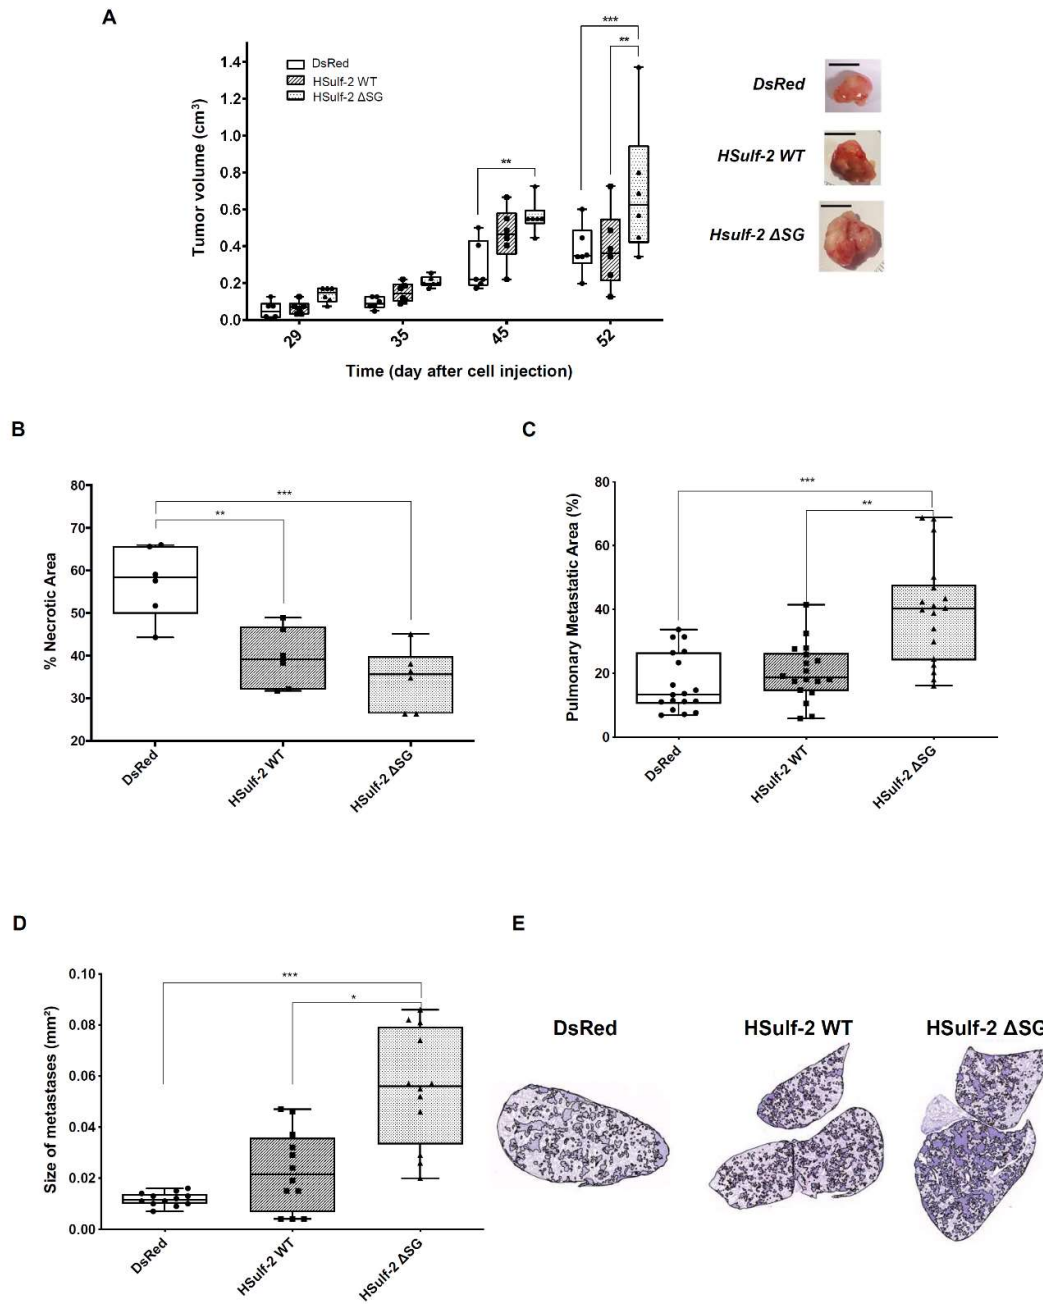 A
***
**
**
1.4
1.2
1.0
0.8
0.6
0.4
0.2
0.0
Tumor volume (cm³)
DsRed
HSulf-2 WT
HSulf-2 ΔSG
29
35
45
52
Time (day after cell injection)
DsRed
HSulf-2 WT
Hsulf-2 ΔSG
B
***
**
80
70
60
50
40
30
20
% Necrotic Area
DsRed
HSulf-2 WT
HSulf-2 ΔSG
C
***
**
80
60
40
20
0
Pulmonary Metastatic Area (%)
DsRed
HSulf-2 WT
HSulf-2 ΔSG
D
***
*
0.10
0.08
0.06
0.04
0.02
0.00
Size of metastases (mm²)
DsRed
HSulf-2 WT
HSulf-2 ΔSG
E
DsRed
HSulf-2 WT
HSulf-2 ΔSG